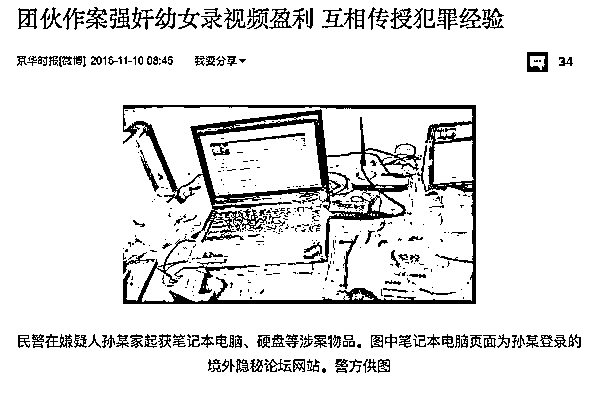 团伙作案强奸幼女录视频盈利 互相传授犯罪经验
京华时报[微博] 2016-11-10 08:45 我要分享
34
民警在嫌疑人孙某家起获笔记本电脑、硬盘等涉案物品。图中笔记本电脑页面为孙某登录的
境外隐秘论坛网站。警方供图